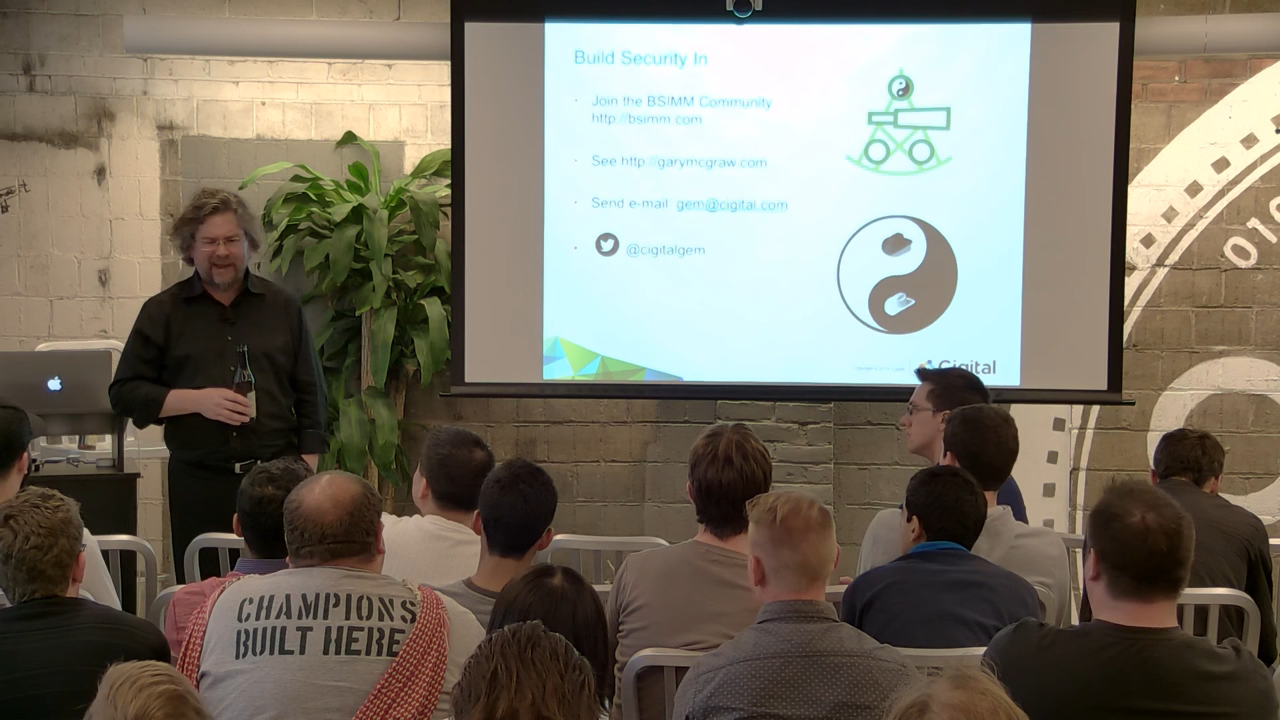 Build Security In
Join the BSIMM Community
http://bsimm.com
See http://garymcgraw.com
Send e-mail gem@cigital.com
@cigitalgem
Cigital
CHAMPIONS
BUILT HERE
010